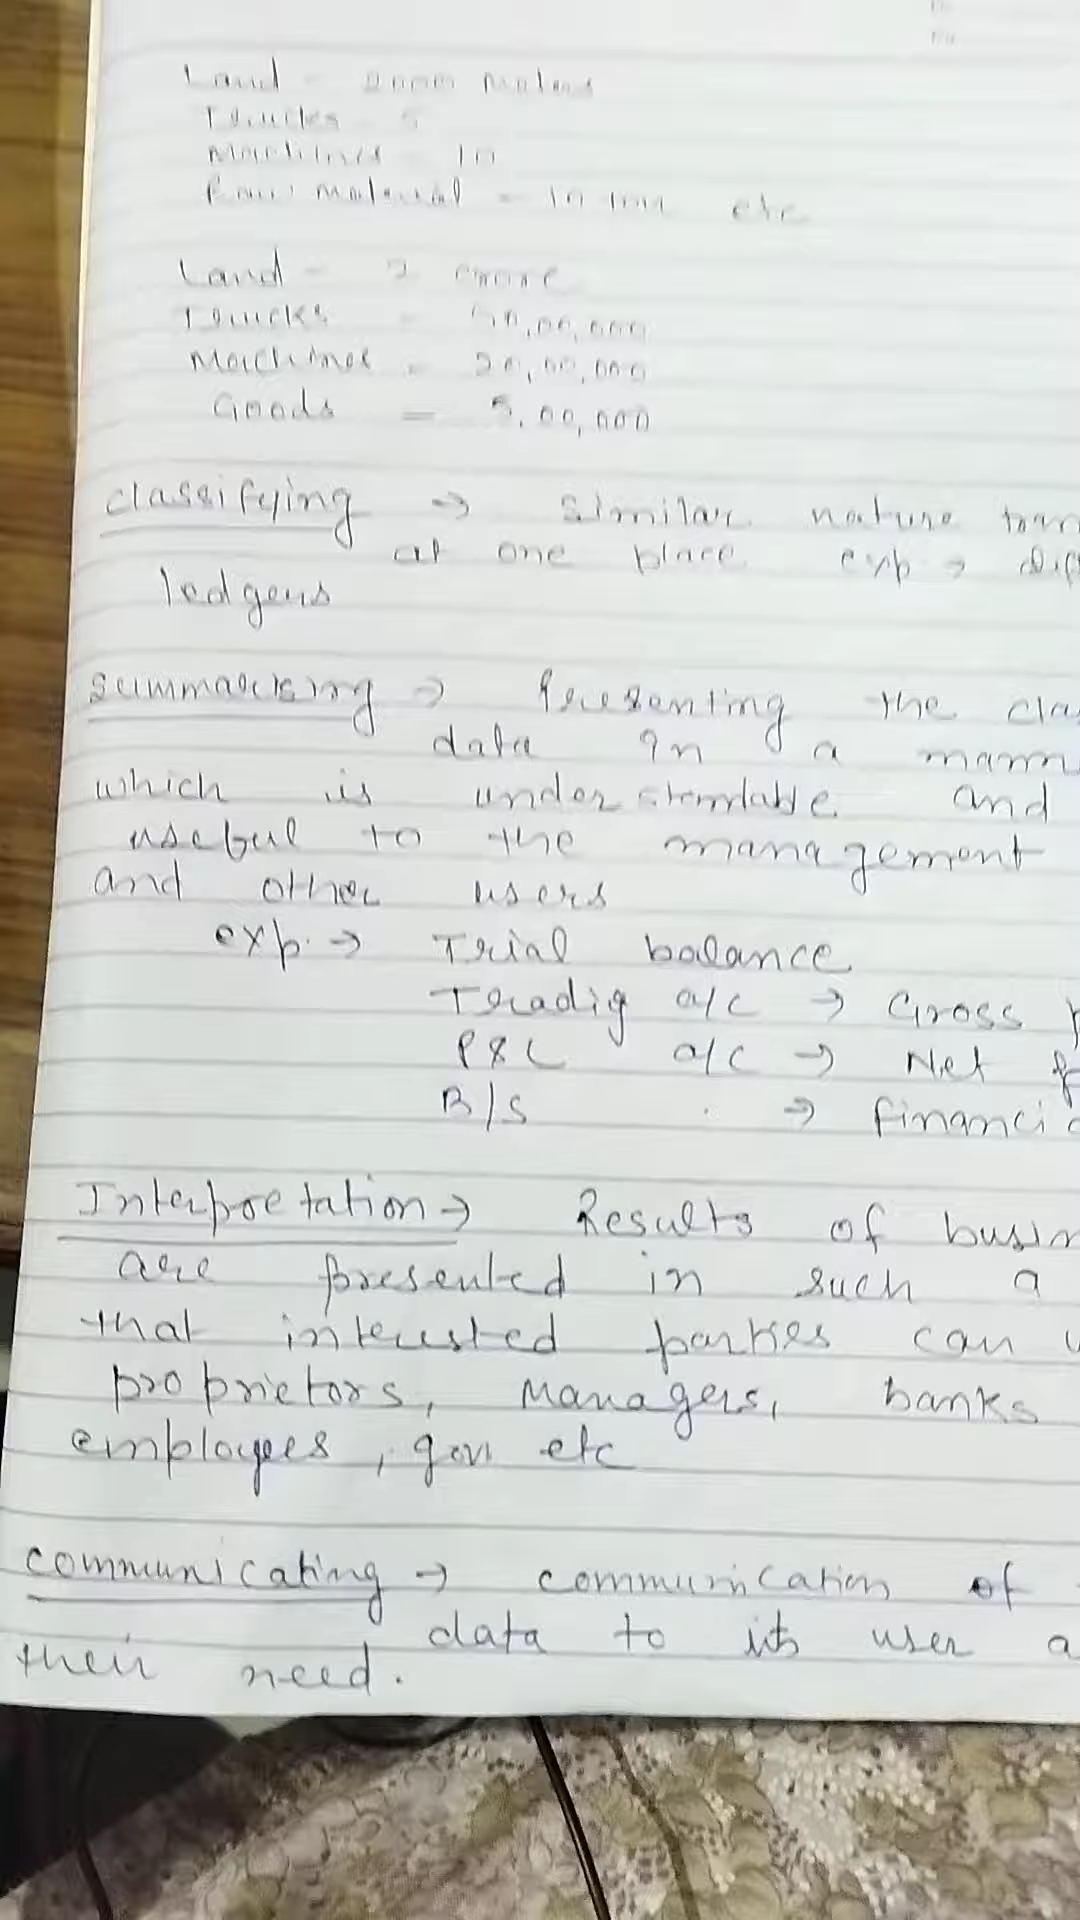 Land - 2000 meters
Trucks - 5
Machines - 10
Raw material - 10 ton etc
Land - 2 crore
Trucks - 50,00,000
Machines - 20,00,000
Goods = 5,00,000
classifying → similar nature
at one place exp →
ledgers
summarising → Presenting the
data in a
which is understandable and
useful to the management
and other users
exp. → Trial balance
Tradig a/c → Gross
P&L a/c → Net
B/S →
Interpretation → Results of
are presented in such a
that interested parties can
proprietors, Managers, banks
employees, gov etc
communicating → communication of
data to its user
their need.